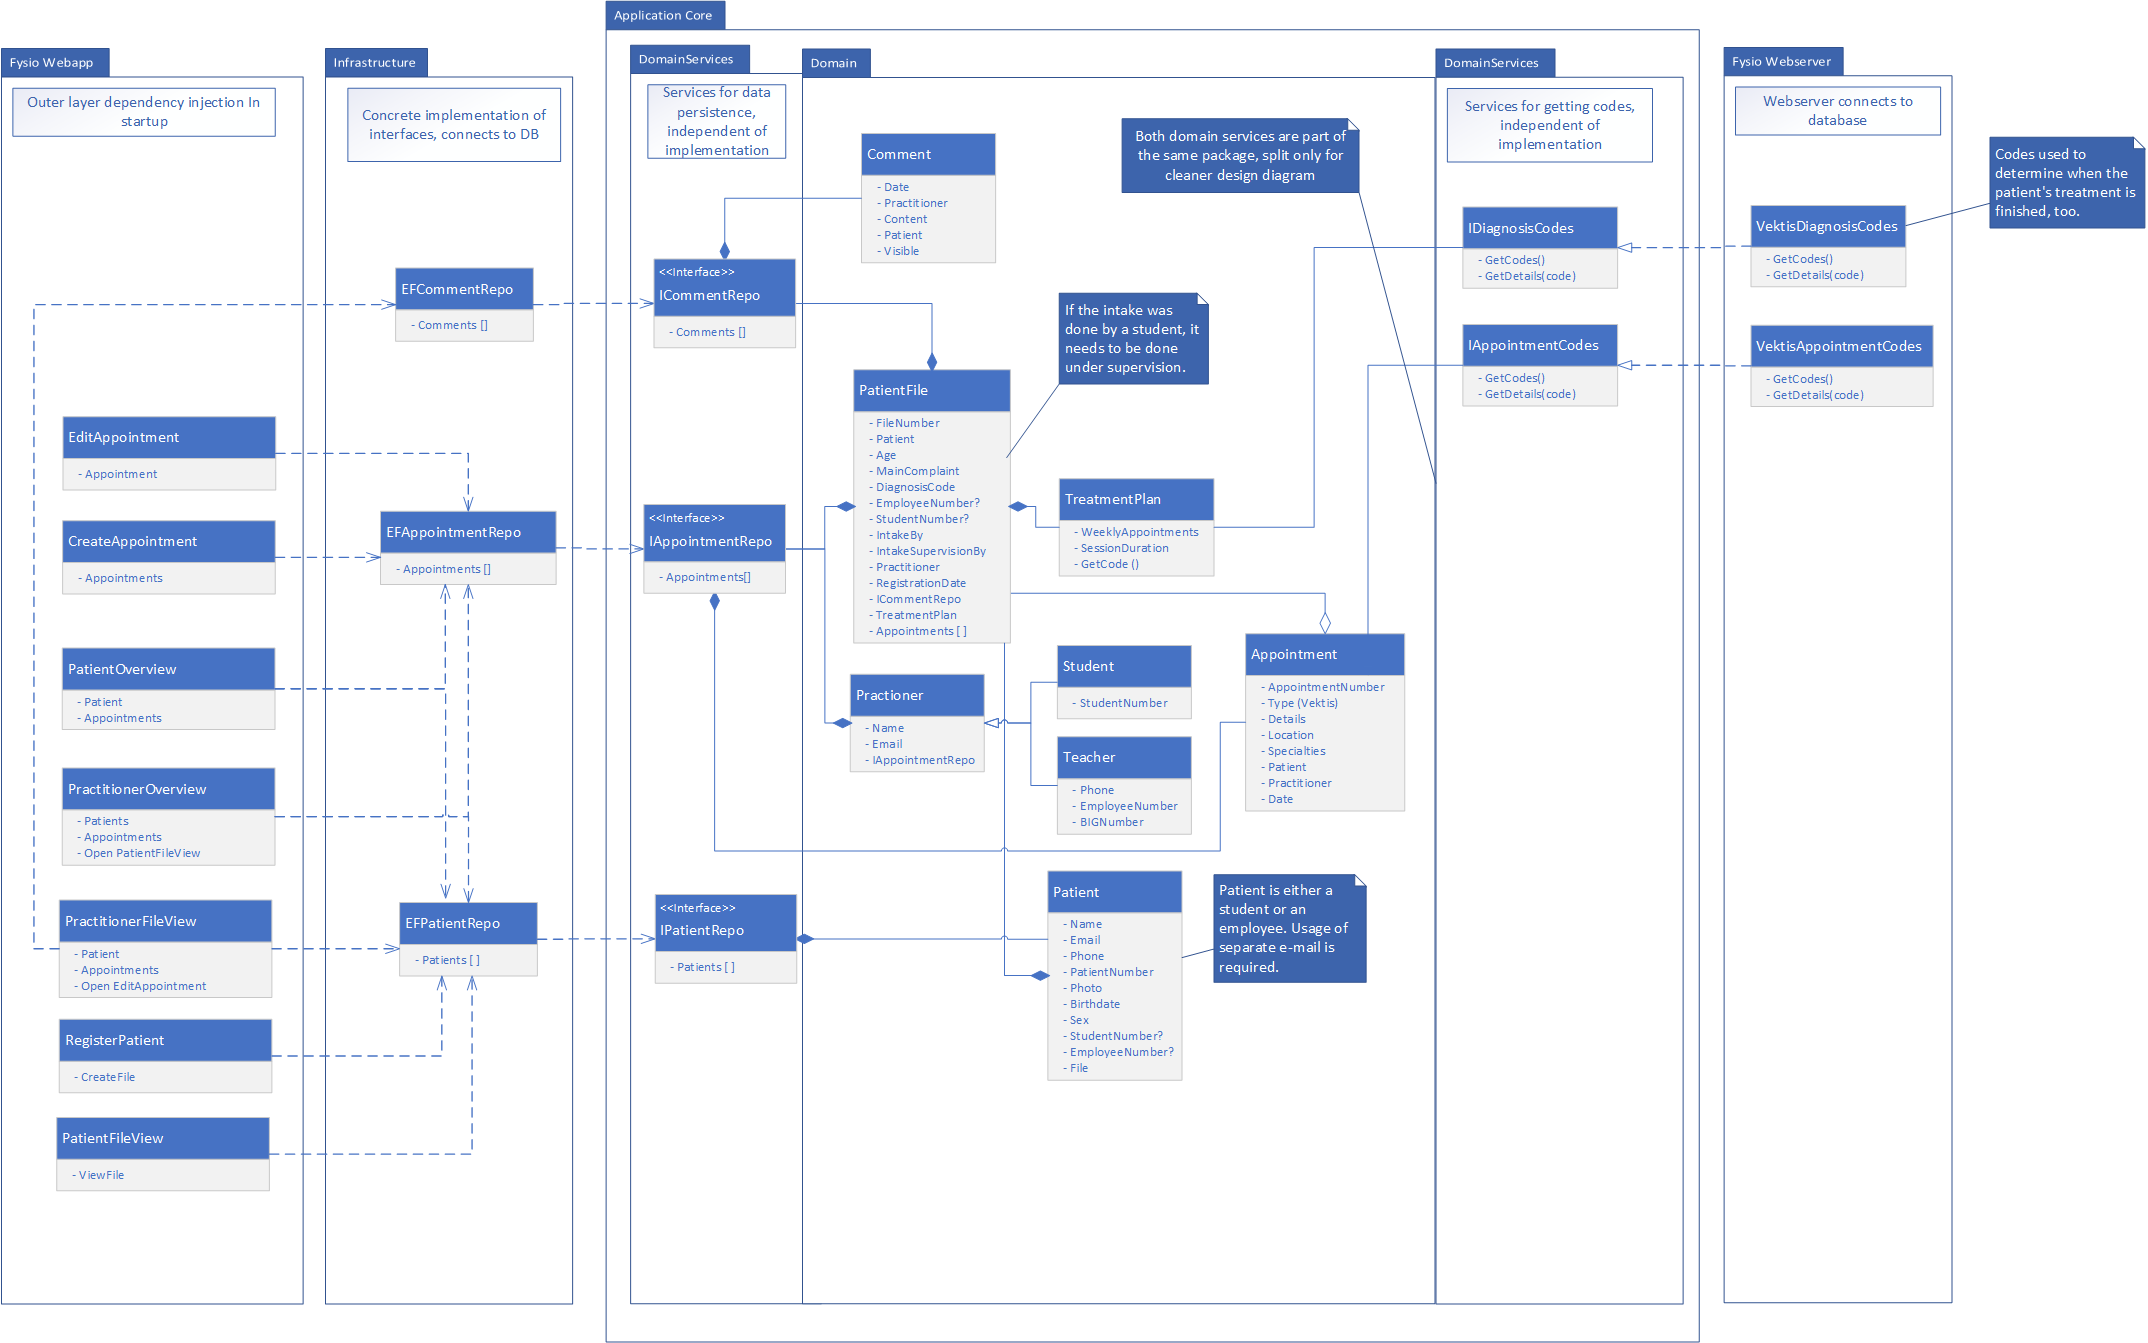 Application Core
Fysio Webapp
Outer layer dependency injection In
startup
EditAppointment
- Appointment
CreateAppointment
- Appointments
PatientOverview
- Patient
- Appointments
PractitionerOverview
- Patients
- Appointments
- Open PatientFileView
PractitionerFileView
- Patient
- Appointments
- Open EditAppointment
RegisterPatient
- CreateFile
PatientFileView
- ViewFile
Infrastructure
Concrete implementation of
interfaces, connects to DB
EFCommentRepo
- Comments []
EFAppointmentRepo
- Appointments []
EFPatientRepo
- Patients [ ]
DomainServices
Services for data
persistence,
independent of
implementation
<<Interface>>
ICommentRepo
- Comments []
<<Interface>>
IAppointmentRepo
- Appointments[]
<<Interface>>
IPatientRepo
- Patients [ ]
Domain
Comment
- Date
- Practitioner
- Content
- Patient
- Visible
Both domain services are part of
the same package, split only for
cleaner design diagram
If the intake was
done by a student, it
needs to be done
under supervision.
PatientFile
- FileNumber
- Patient
- Age
- MainComplaint
- DiagnosisCode
- EmployeeNumber?
- StudentNumber?
- IntakeBy
- IntakeSupervisionBy
- Practitioner
- RegistrationDate
- ICommentRepo
- TreatmentPlan
- Appointments [ ]
TreatmentPlan
- WeeklyAppointments
- SessionDuration
- GetCode ()
Practioner
- Name
- Email
- IAppointmentRepo
Student
- StudentNumber
Teacher
- Phone
- EmployeeNumber
- BIGNumber
Appointment
- AppointmentNumber
- Type (Vektis)
- Details
- Location
- Specialties
- Patient
- Practitioner
- Date
Patient
- Name
- Email
- Phone
- PatientNumber
- Photo
- Birthdate
- Sex
- StudentNumber?
- EmployeeNumber?
- File
Patient is either a
student or an
employee. Usage of
separate e-mail is
required.
DomainServices
Services for getting codes,
independent of
implementation
IDiagnosisCodes
- GetCodes()
- GetDetails(code)
IAppointmentCodes
- GetCodes()
- GetDetails(code)
Fysio Webserver
Webserver connects to
database
VektisDiagnosisCodes
- GetCodes()
- GetDetails(code)
VektisAppointmentCodes
- GetCodes()
- GetDetails(code)
Codes used to
determine when the
patient's treatment is
finished, too.